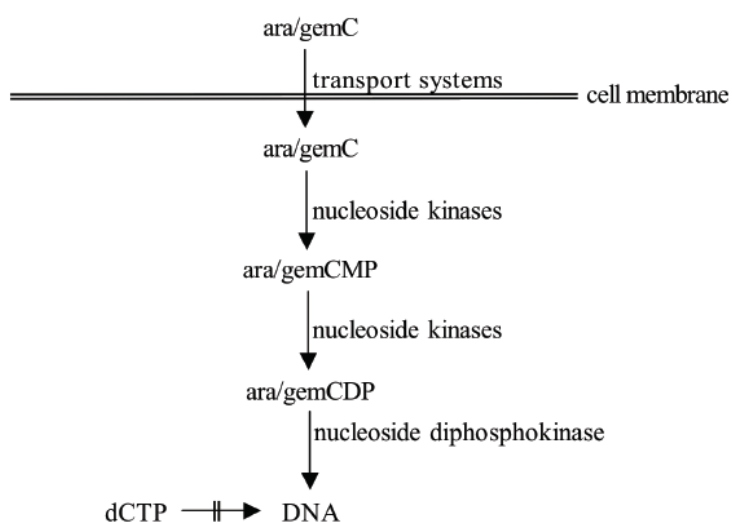 ara/gemC
transport systems
cell membrane
ara/gemC
nucleoside kinases
ara/gemCMP
nucleoside kinases
ara/gemCDP
nucleoside diphosphokinase
dCTP DNA